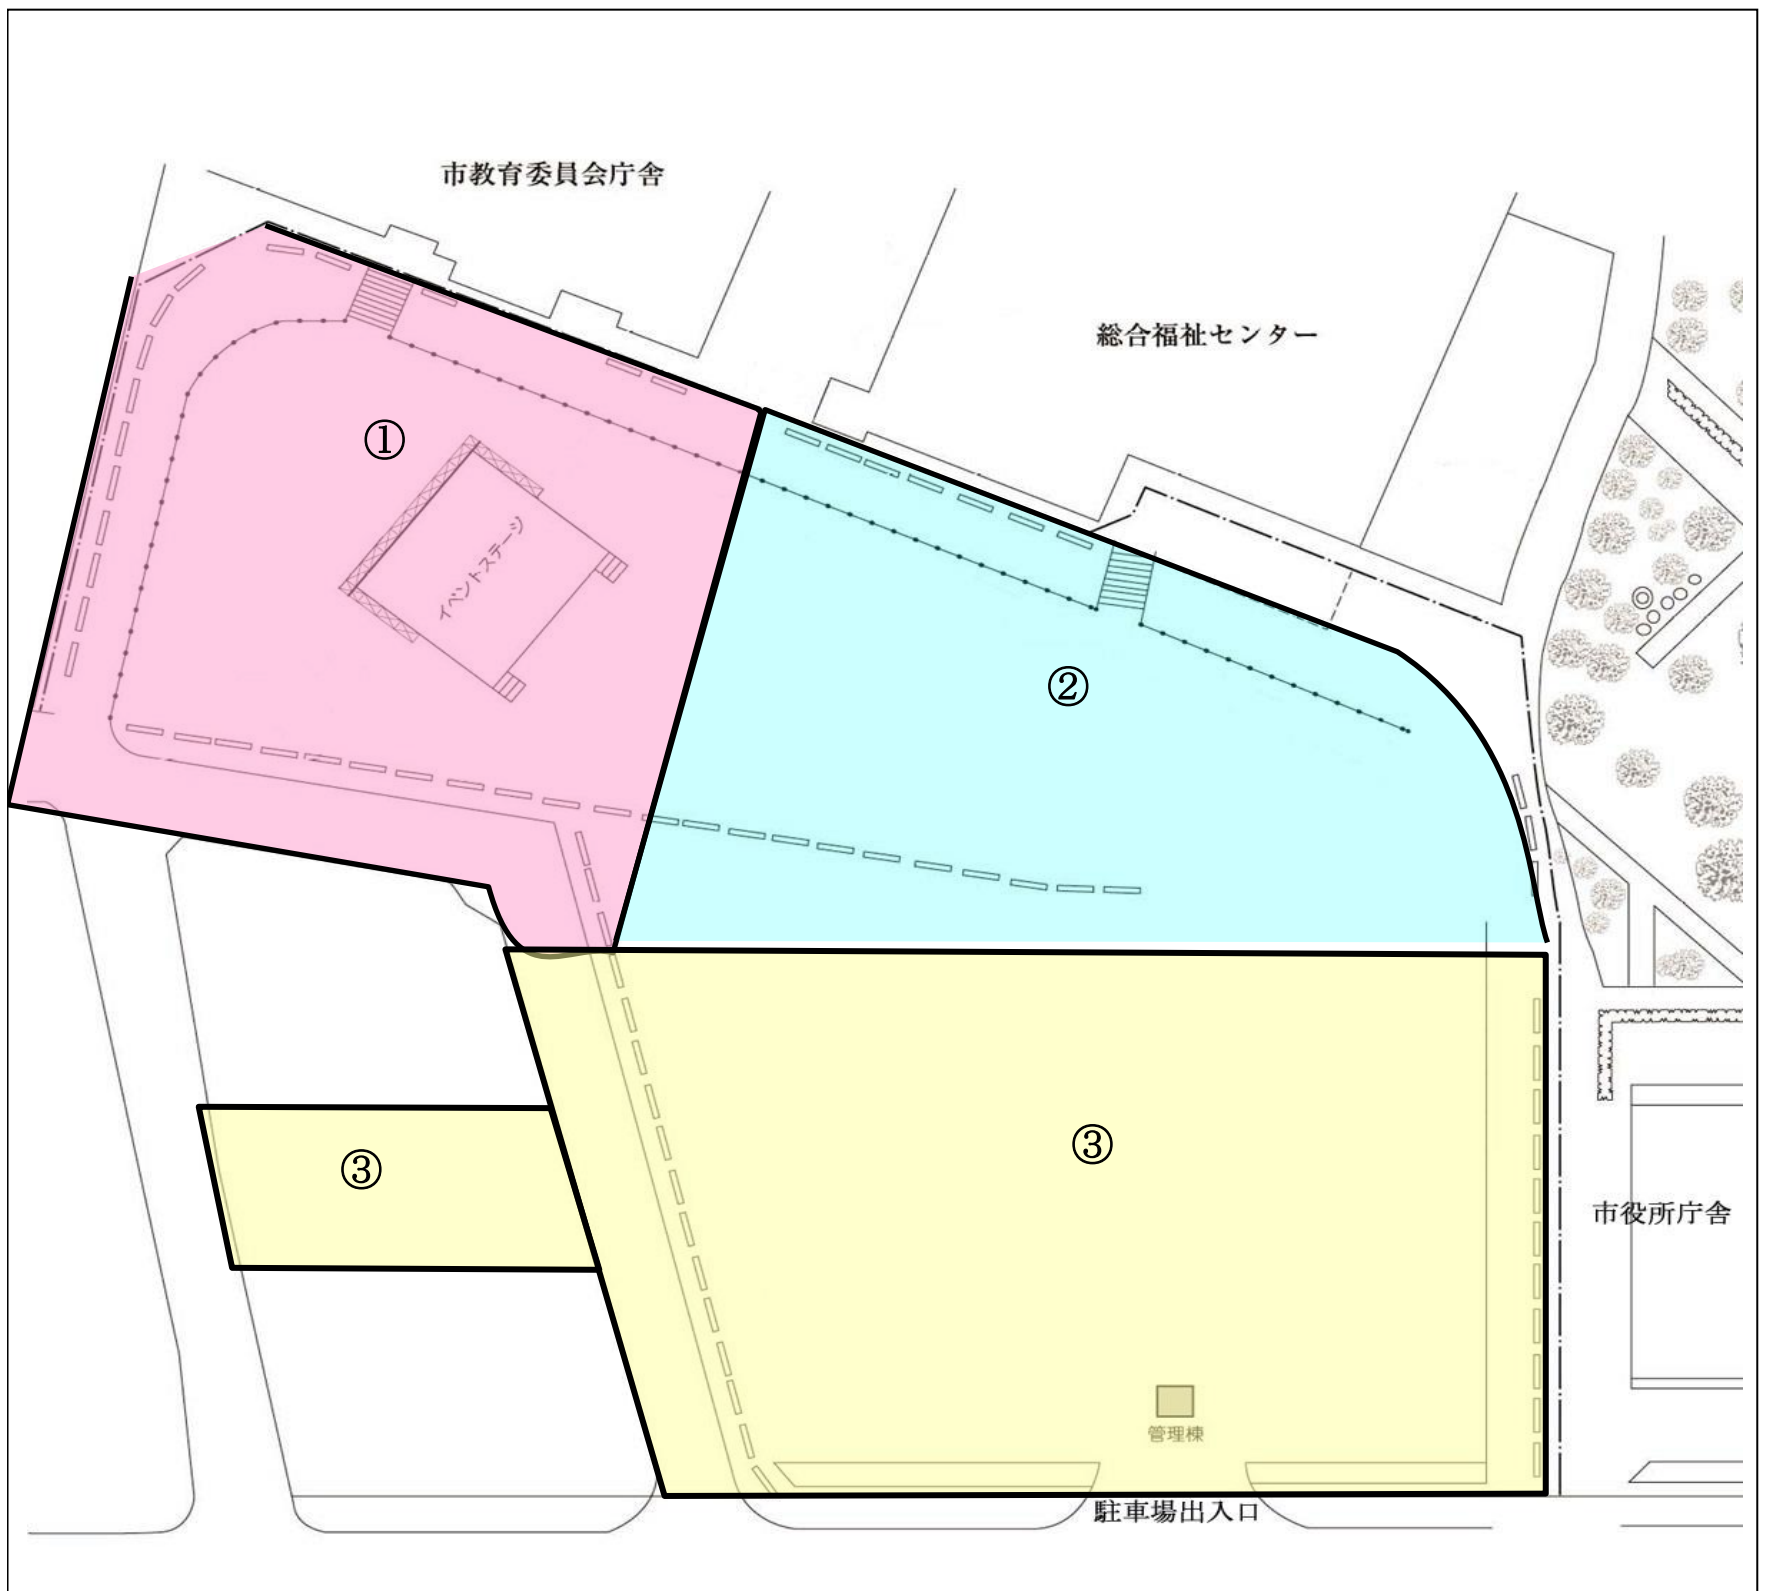 市教育委員会庁舎
総合福祉センター
①
イベントステージ
②
③
③
市役所庁舎
管理棟
駐車場出入口